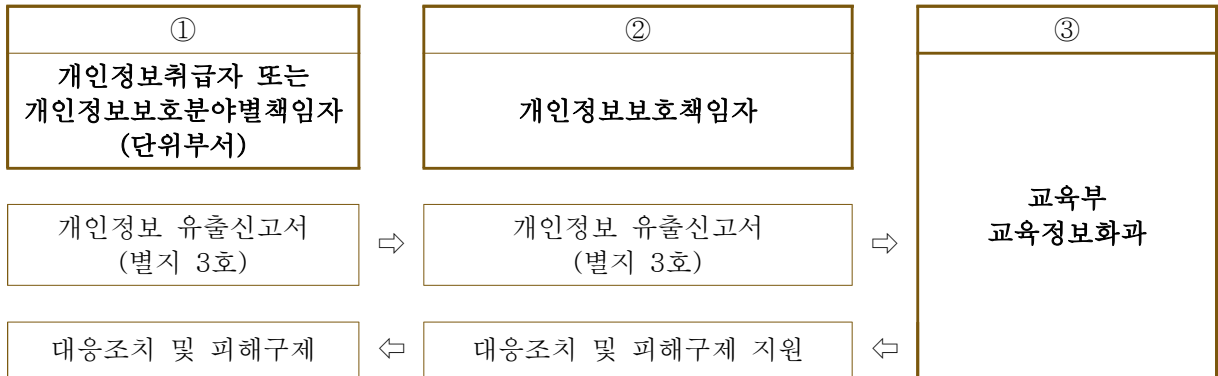 ①
개인정보취급자 또는
개인정보보호분야별책임자
(단위부서)
②
개인정보보호책임자
③
교육부
교육정보화과
개인정보 유출신고서
(별지 3호)
⇨
개인정보 유출신고서
(별지 3호)
⇨
대응조치 및 피해구제
⇦
대응조치 및 피해구제 지원
⇦